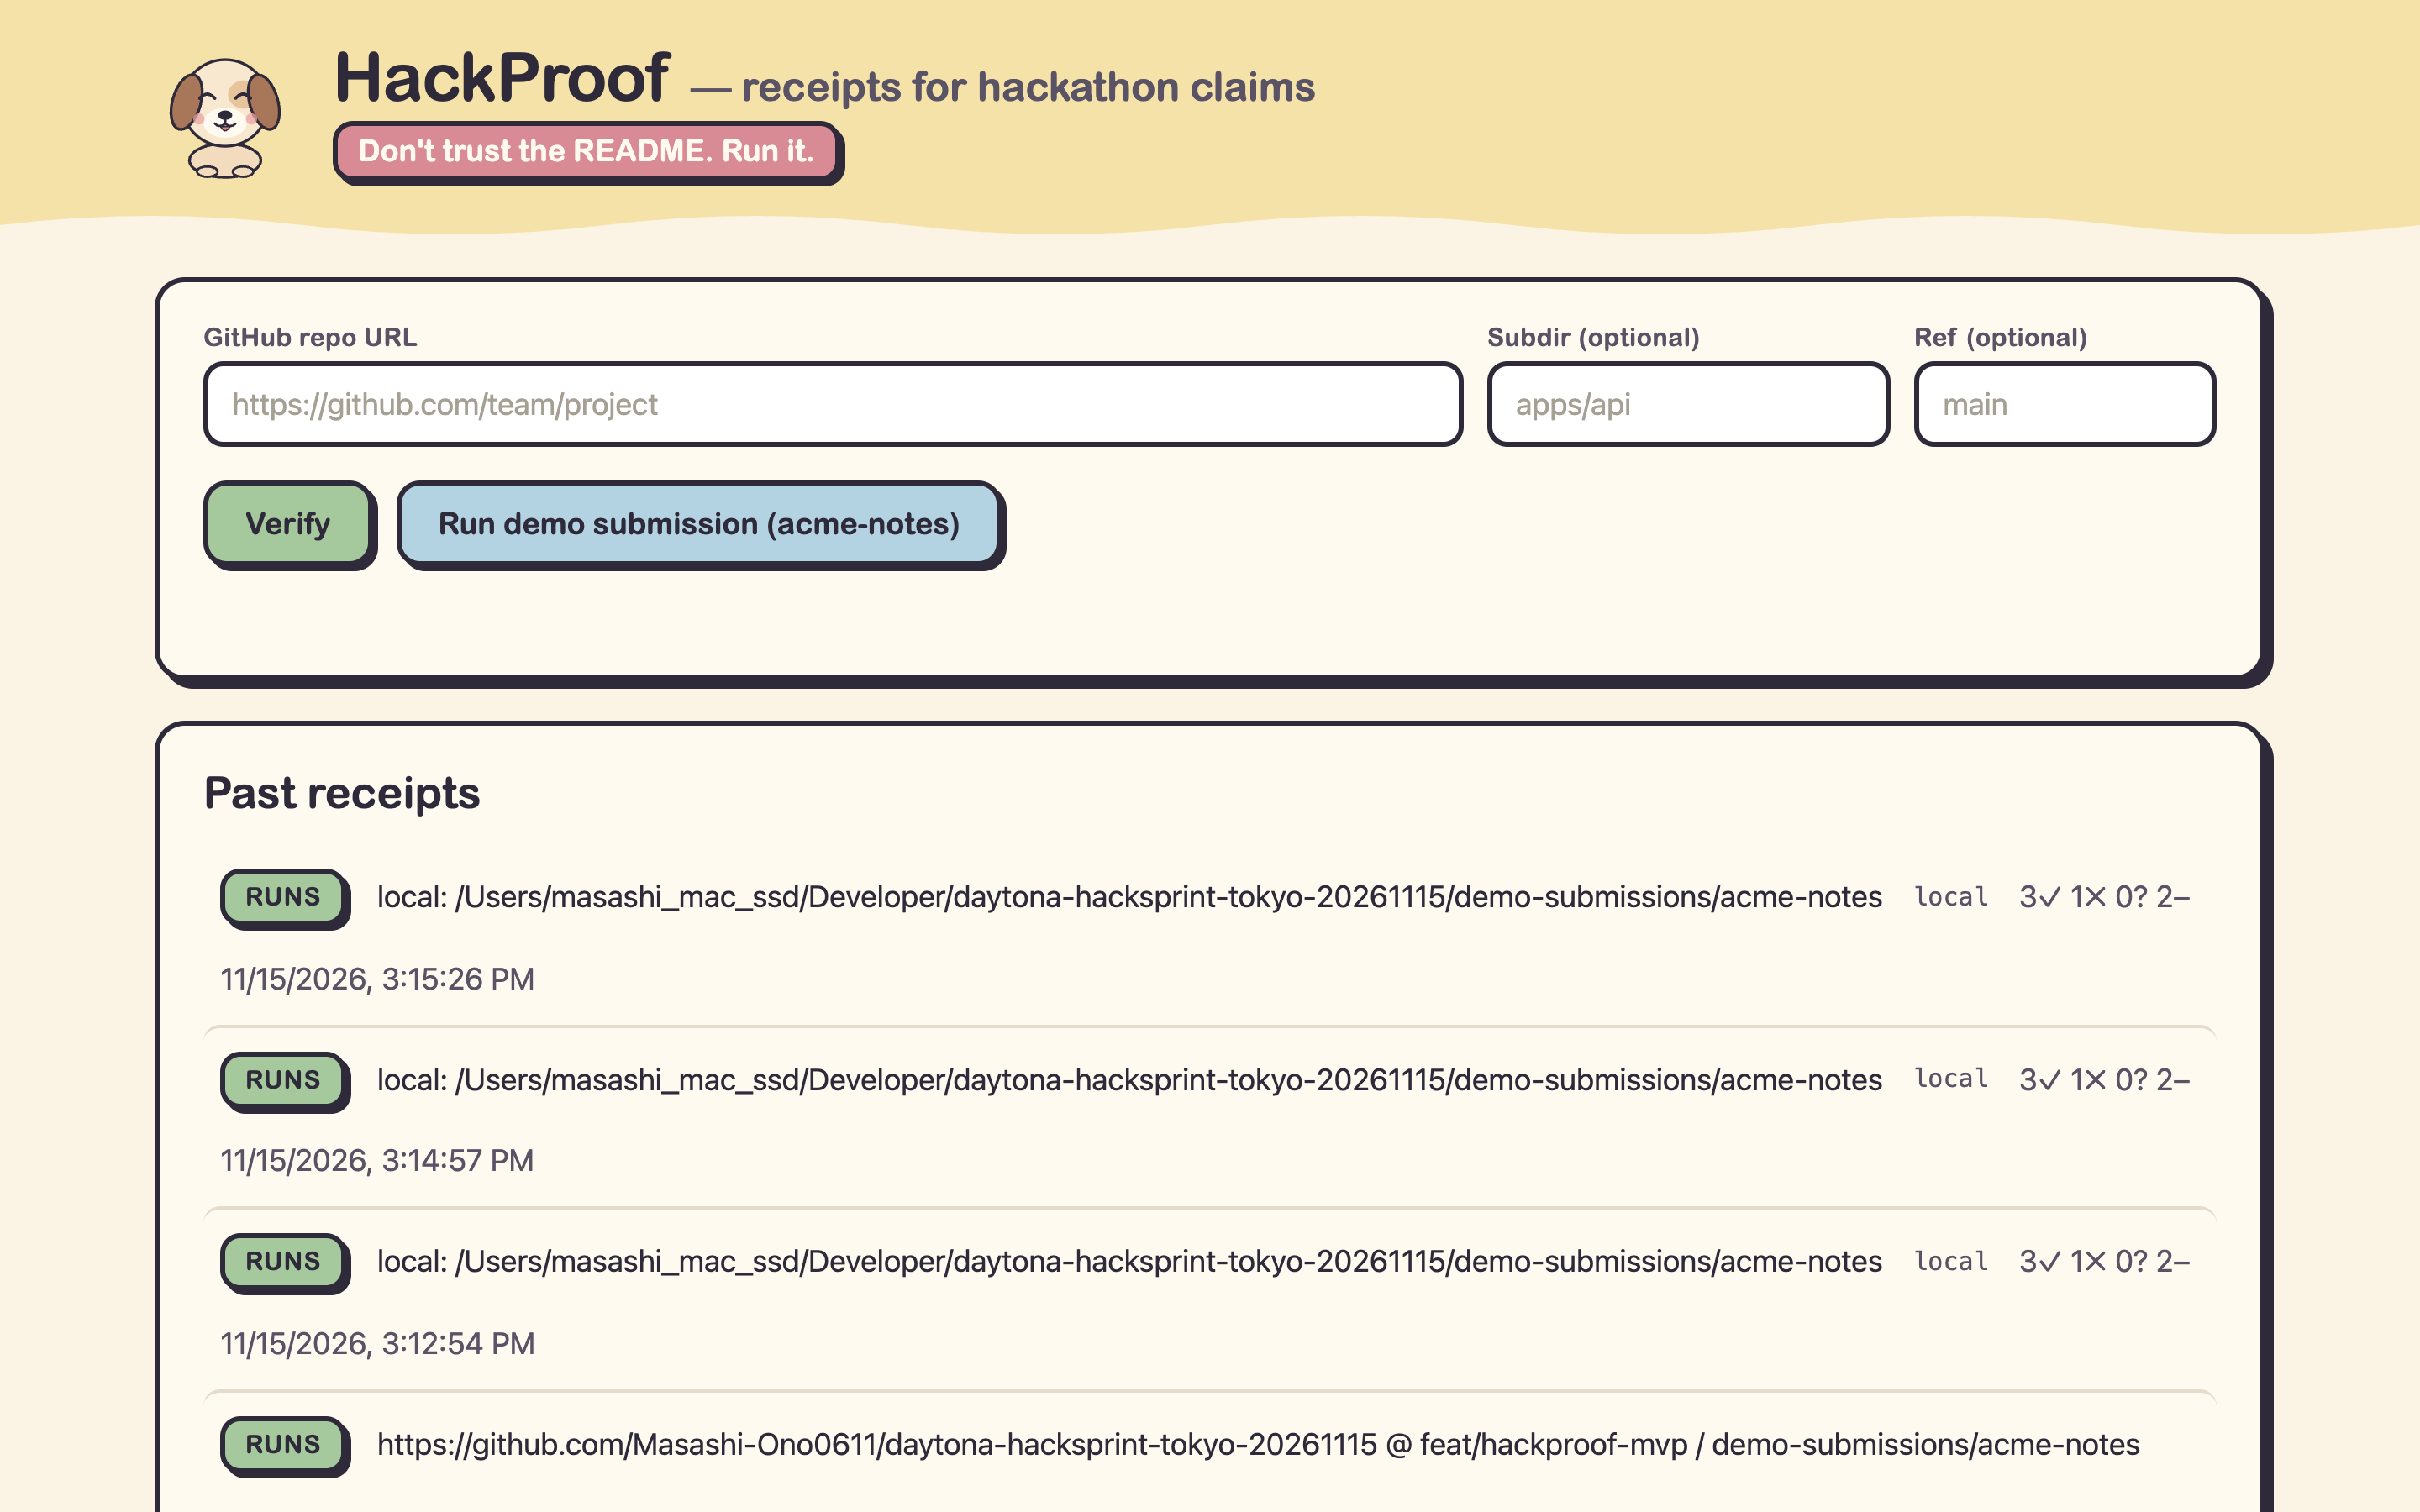 HackProof — receipts for hackathon claims
Don't trust the README. Run it.
GitHub repo URL
Subdir (optional)
Ref (optional)
https://github.com/team/project
apps/api
main
Verify
Run demo submission (acme-notes)
Past receipts
RUNS local: /Users/masashi_mac_ssd/Developer/daytona-hacksprint-tokyo-20261115/demo-submissions/acme-notes local 3✓ 1✕ 0? 2–
11/15/2026, 3:15:26 PM
RUNS local: /Users/masashi_mac_ssd/Developer/daytona-hacksprint-tokyo-20261115/demo-submissions/acme-notes local 3✓ 1✕ 0? 2–
11/15/2026, 3:14:57 PM
RUNS local: /Users/masashi_mac_ssd/Developer/daytona-hacksprint-tokyo-20261115/demo-submissions/acme-notes local 3✓ 1✕ 0? 2–
11/15/2026, 3:12:54 PM
RUNS https://github.com/Masashi-Ono0611/daytona-hacksprint-tokyo-20261115 @ feat/hackproof-mvp / demo-submissions/acme-notes